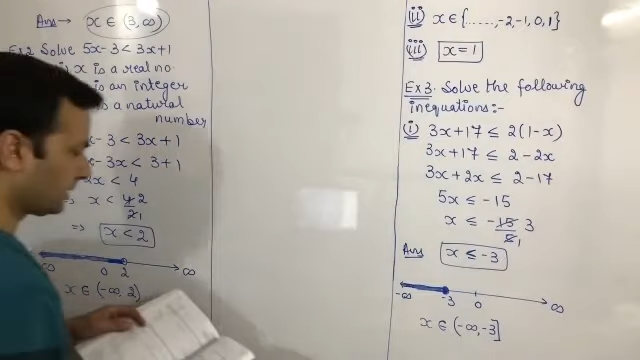 Ans → x ∈ (3, ∞)
Ex2. Solve 5x-3 < 3x+1
x is a real no.
is an integer
is a natural
number
- 3 < 3x + 1
- 3x < 3 + 1
2x < 4
⇒ x < 4 2
2 1
⇒ x < 2
-∞ 0 2 ∞
x ∈ (-∞, 2)
(ii) x ∈ {......, -2, -1, 0, 1}
(iii) x = 1
Ex3. Solve the following
inequations:-
(i) 3x+17 ≤ 2(1-x)
3x+17 ≤ 2-2x
3x+2x ≤ 2-17
5x ≤ -15
x ≤ -15 3
5 1
Ans x ≤ -3
-∞ -3 0 ∞
x ∈ (-∞, -3]